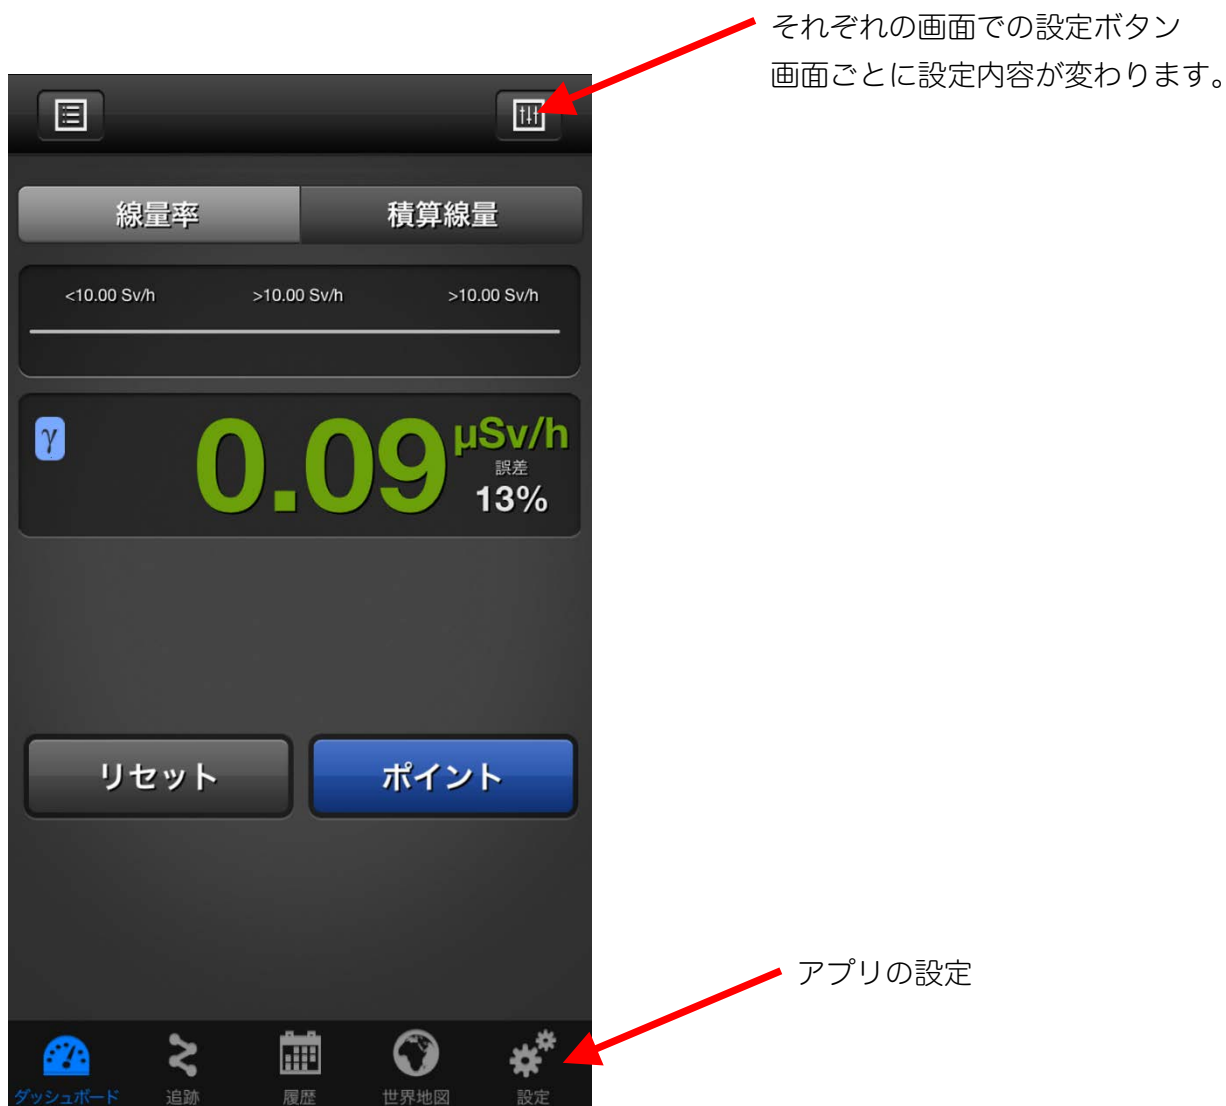 それぞれの画面での設定ボタン
画面ごとに設定内容が変わります。
線量率 積算線量
<10.00 Sv/h >10.00 Sv/h >10.00 Sv/h
γ 0.09 μSv/h
誤差
13%
リセット ポイント
アプリの設定
ダッシュボード 追跡 履歴 世界地図 設定